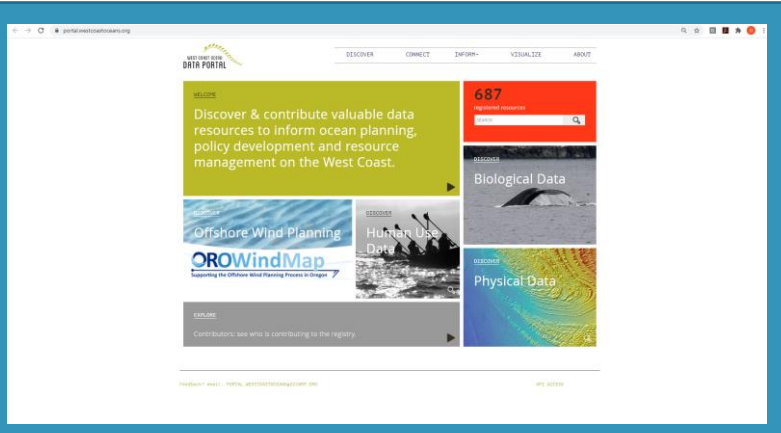 portal.westcoastoceans.org
WEST COAST OCEAN
DATA PORTAL
DISCOVER
CONNECT
INFORM
VISUALIZE
ABOUT
WELCOME
Discover & contribute valuable data
resources to inform ocean planning,
policy development and resource
management on the West Coast.
687
registered resources
Search
DISCOVER
Biological Data
DISCOVER
Offshore Wind Planning
OROWindMap
Supporting the Offshore Wind Planning Process in Oregon
DISCOVER
Human Use
Data
DISCOVER
Physical Data
EXPLORE
Contributors: see who is contributing to the registry.
API ACCESS